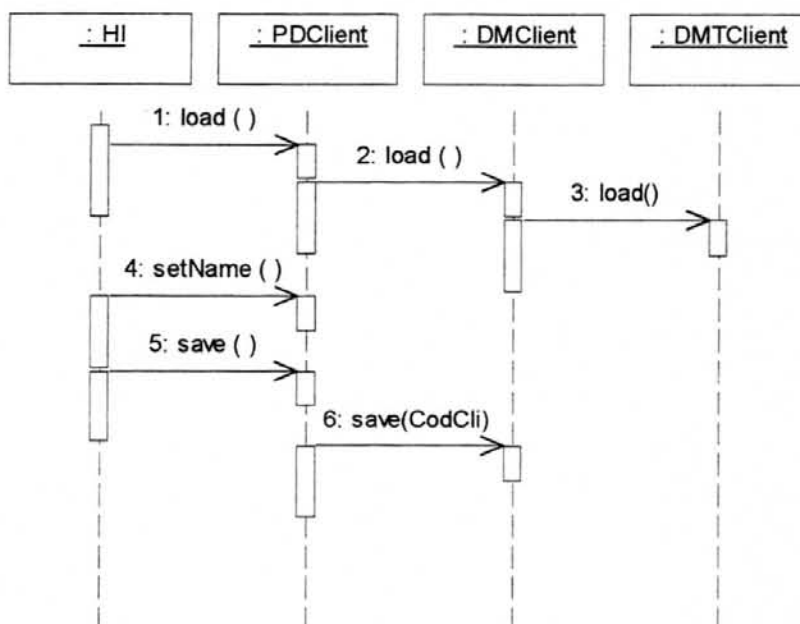 : HI
: PDClient
: DMClient
: DMTClient
1: load ( )
2: load ( )
3: load()
4: setName ( )
5: save ( )
6: save(CodCli)